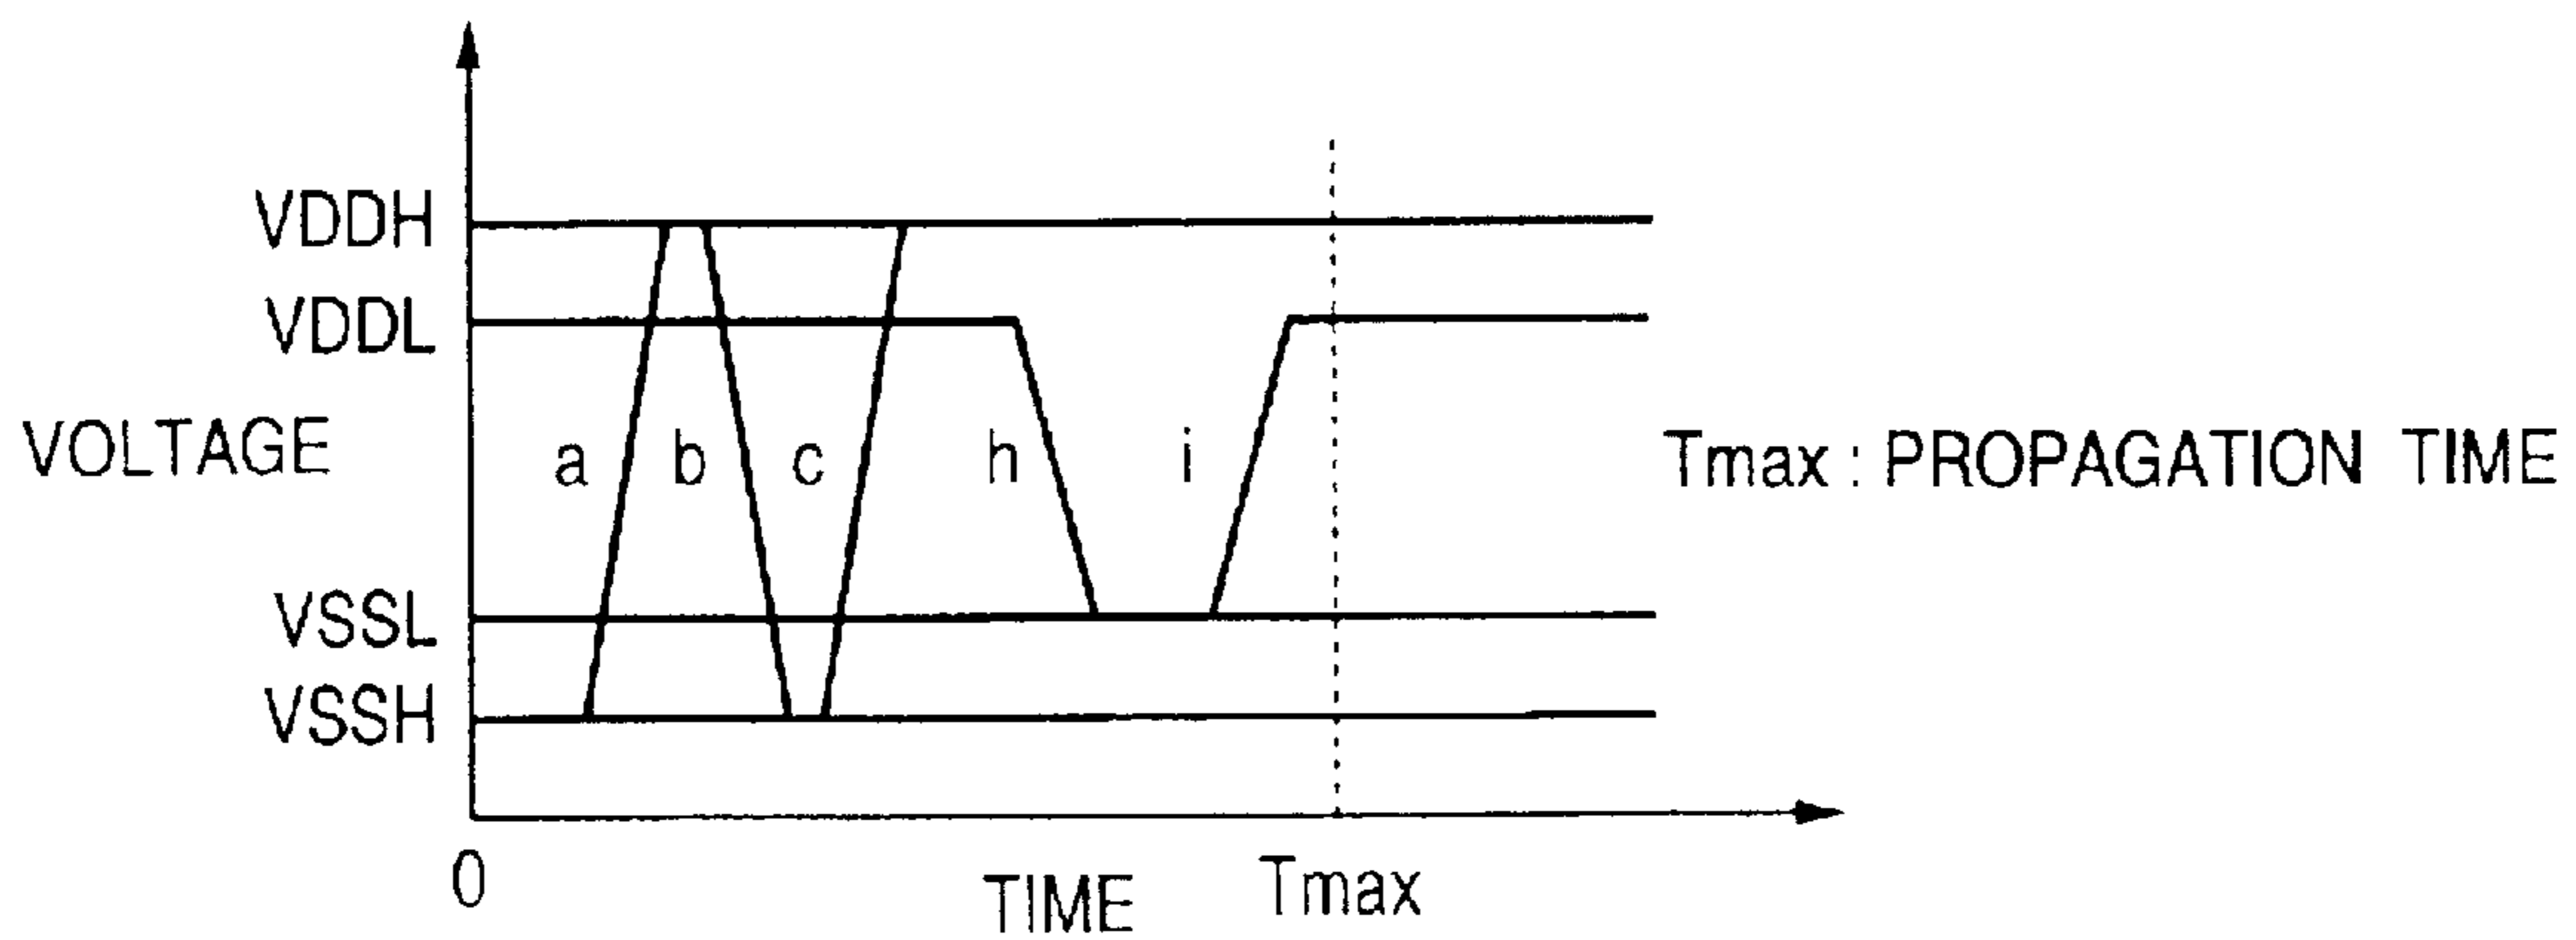 VDDH
VDDL
VOLTAGE
a b c h i
Tmax : PROPAGATION TIME
VSSL
VSSH
0
TIME
Tmax